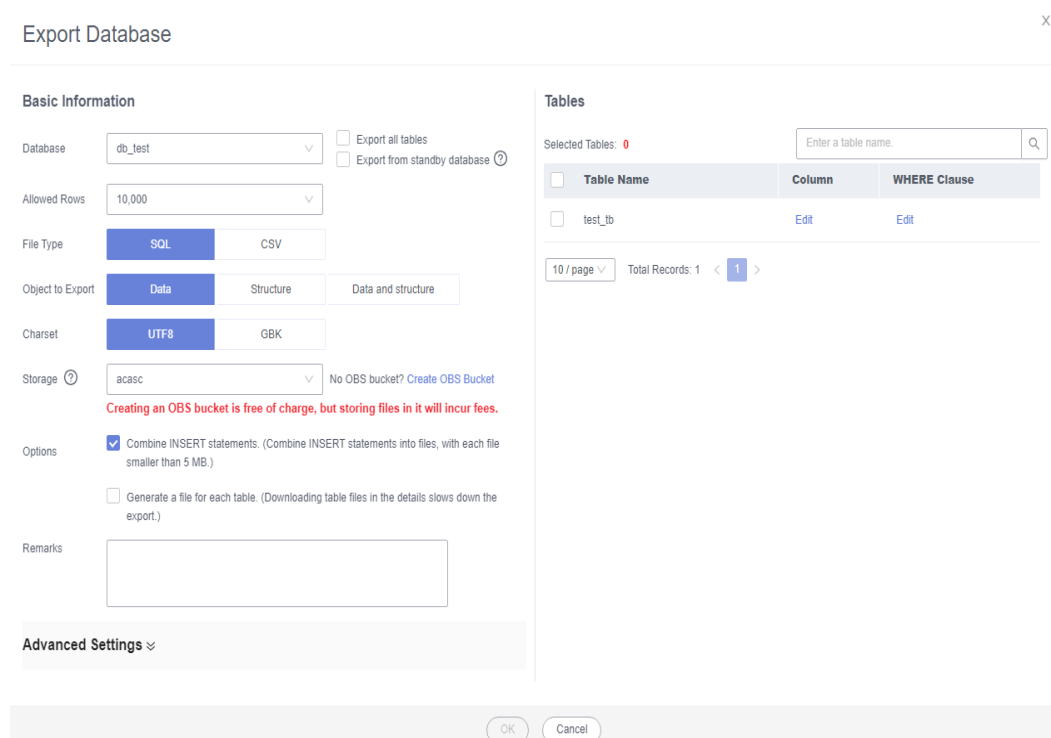 X
Export Database
Basic Information
Database
db_test
Export all tables
Export from standby database ?
Allowed Rows
10,000
File Type
SQL
CSV
Object to Export
Data
Structure
Data and structure
Charset
UTF8
GBK
Storage ?
acasc
No OBS bucket? Create OBS Bucket
Creating an OBS bucket is free of charge, but storing files in it will incur fees.
Options
Combine INSERT statements. (Combine INSERT statements into files, with each file
smaller than 5 MB.)
Generate a file for each table. (Downloading table files in the details slows down the
export.)
Remarks
Advanced Settings
Tables
Selected Tables: 0
Enter a table name.
Table Name
Column
WHERE Clause
test_tb
Edit
Edit
10 / page
Total Records: 1
< 1 >
OK
Cancel